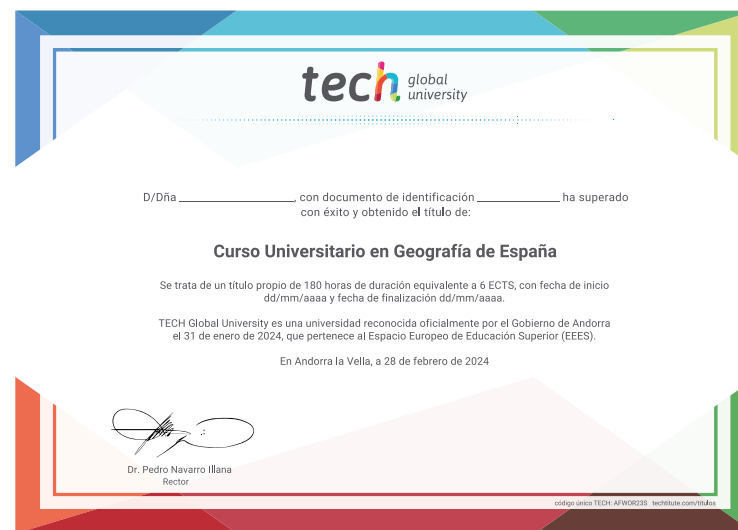 tech global university
D/Dña ____________, con documento de identificación ____________ ha superado
con éxito y obtenido el título de:
Curso Universitario en Geografía de España
Se trata de un título propio de 180 horas de duración equivalente a 6 ECTS, con fecha de inicio
dd/mm/aaaa y fecha de finalización dd/mm/aaaa.
TECH Global University es una universidad reconocida oficialmente por el Gobierno de Andorra
el 31 de enero de 2024, que pertenece al Espacio Europeo de Educación Superior (EEES).
En Andorra la Vella, a 28 de febrero de 2024
Dr. Pedro Navarro Illana
Rector
código único TECH: AFWOR23S techtitute.com/titulos